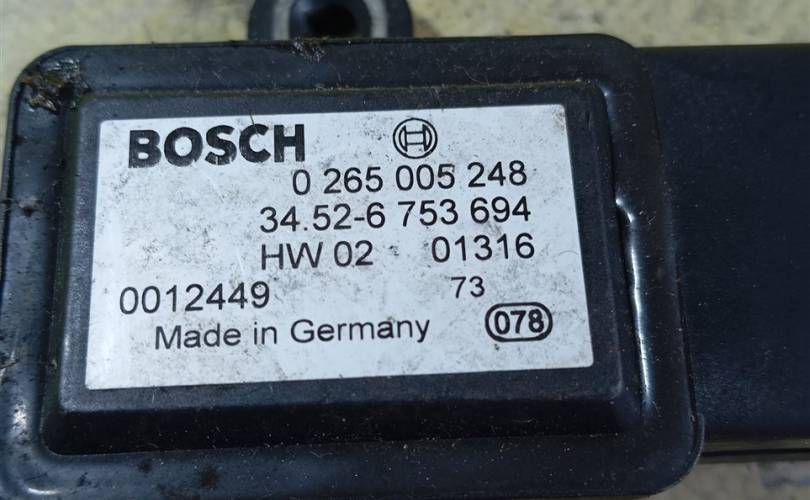 BOSCH
0 265 005 248
34.52-6 753 694
HW 02 01316
0012449 73
Made in Germany 078